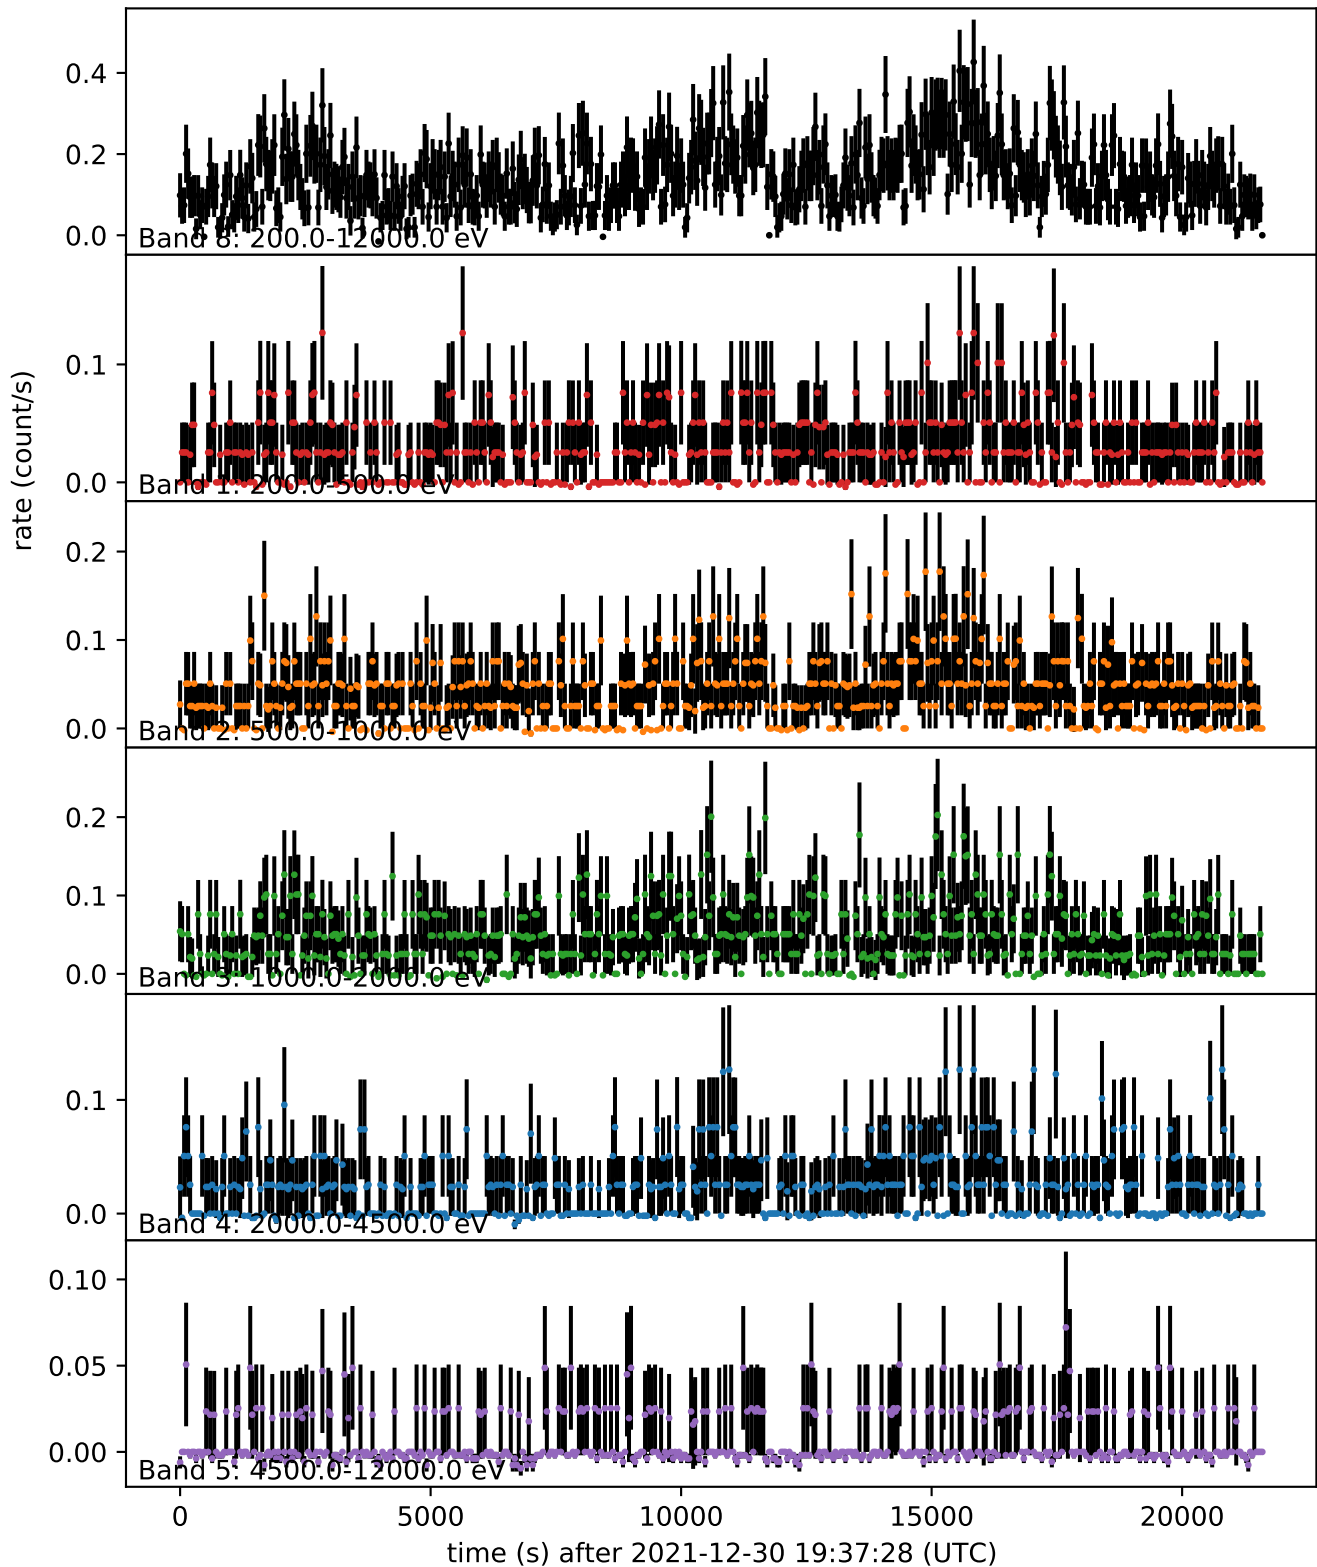 0.4
0.2
0.0
Band 8: 200.0-12000.0 eV
0.1
0.0
Band 1: 200.0-500.0 eV
rate (count/s)
0.2
0.1
0.0
Band 2: 500.0-1000.0 eV
0.2
0.1
0.0
Band 3: 1000.0-2000.0 eV
0.1
0.0
Band 4: 2000.0-4500.0 eV
0.10
0.05
0.00
Band 5: 4500.0-12000.0 eV
0 5000 10000 15000 20000
time (s) after 2021-12-30 19:37:28 (UTC)